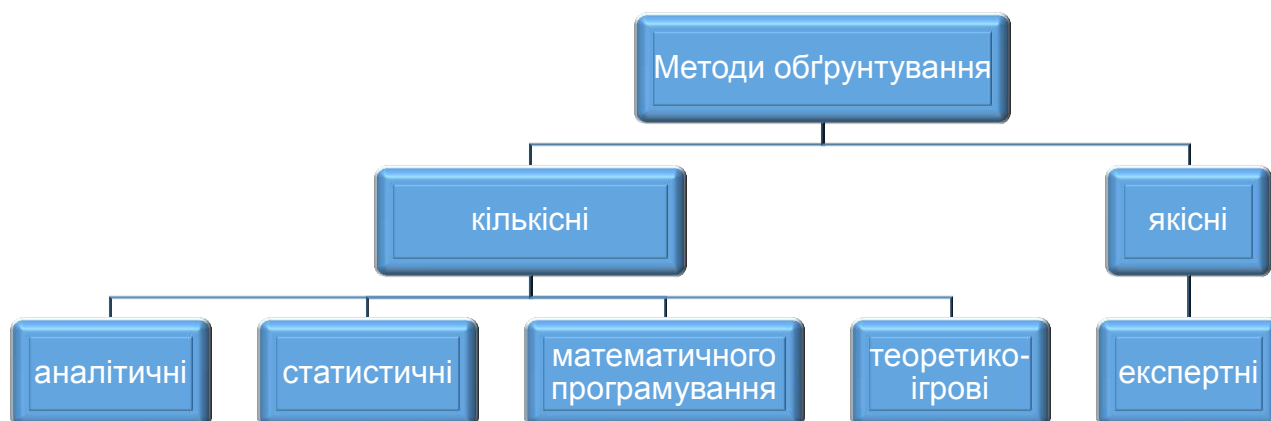 Методи обґрунтування
кількісні
якісні
аналітичні
статистичні
математичного
програмування
теоретико-
ігрові
експертні